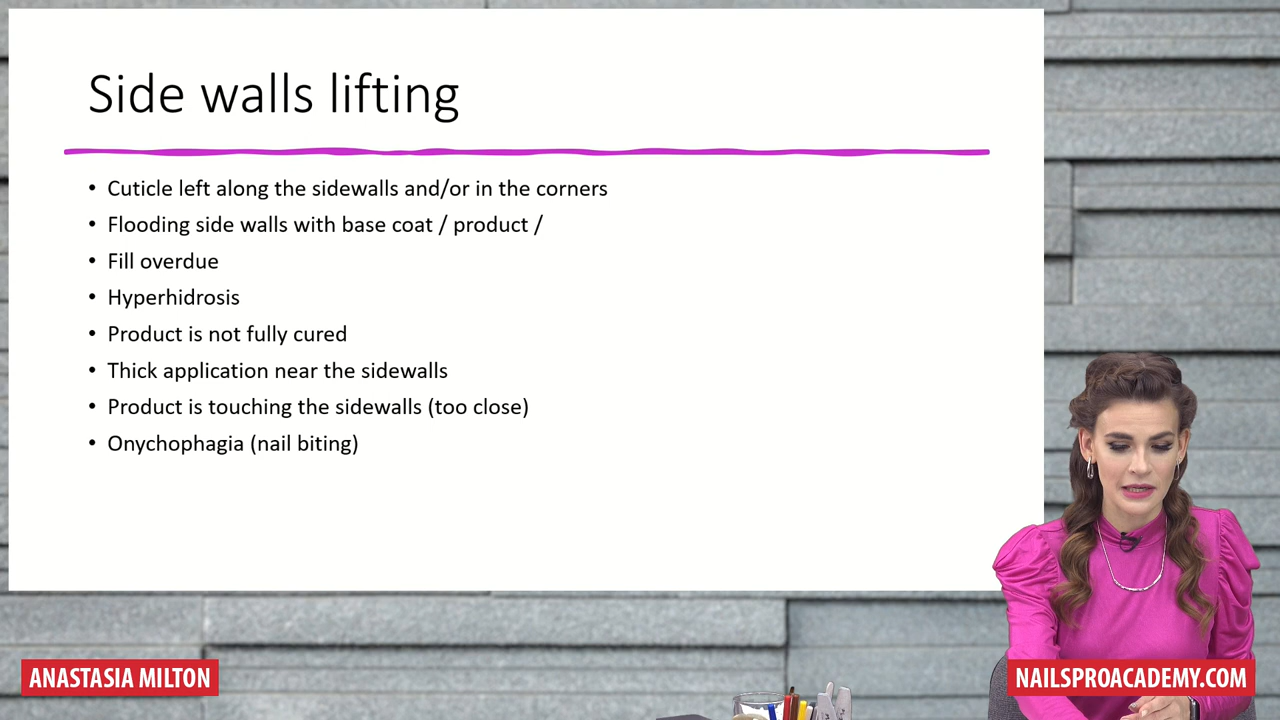 Side walls lifting
• Cuticle left along the sidewalls and/or in the corners
• Flooding side walls with base coat / product /
• Fill overdue
• Hyperhidrosis
• Product is not fully cured
• Thick application near the sidewalls
• Product is touching the sidewalls (too close)
• Onychophagia (nail biting)
ANASTASIA MILTON
NAILSPROACADEMY.COM